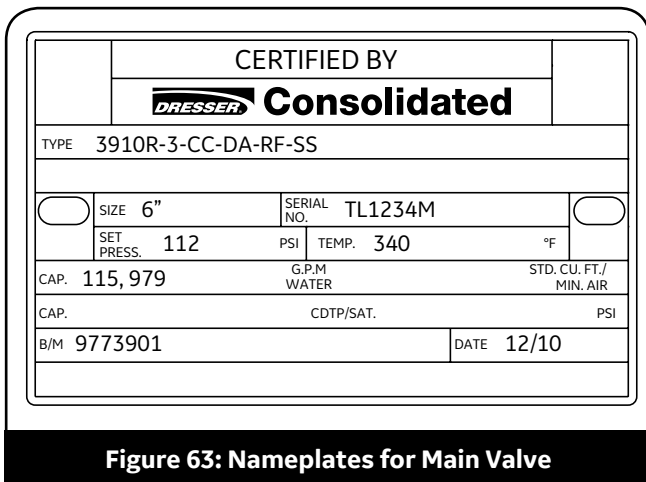 CERTIFIED BY
DRESSER Consolidated
TYPE 3910R-3-CC-DA-RF-SS
SIZE 6” SERIAL NO. TL1234M
SET PRESS. 112 PSI TEMP. 340 °F
CAP. 115, 979 G.P.M WATER STD. CU. FT./ MIN. AIR
CAP. CDTP/SAT. PSI
B/M 9773901 DATE 12/10
Figure 63: Nameplates for Main Valve